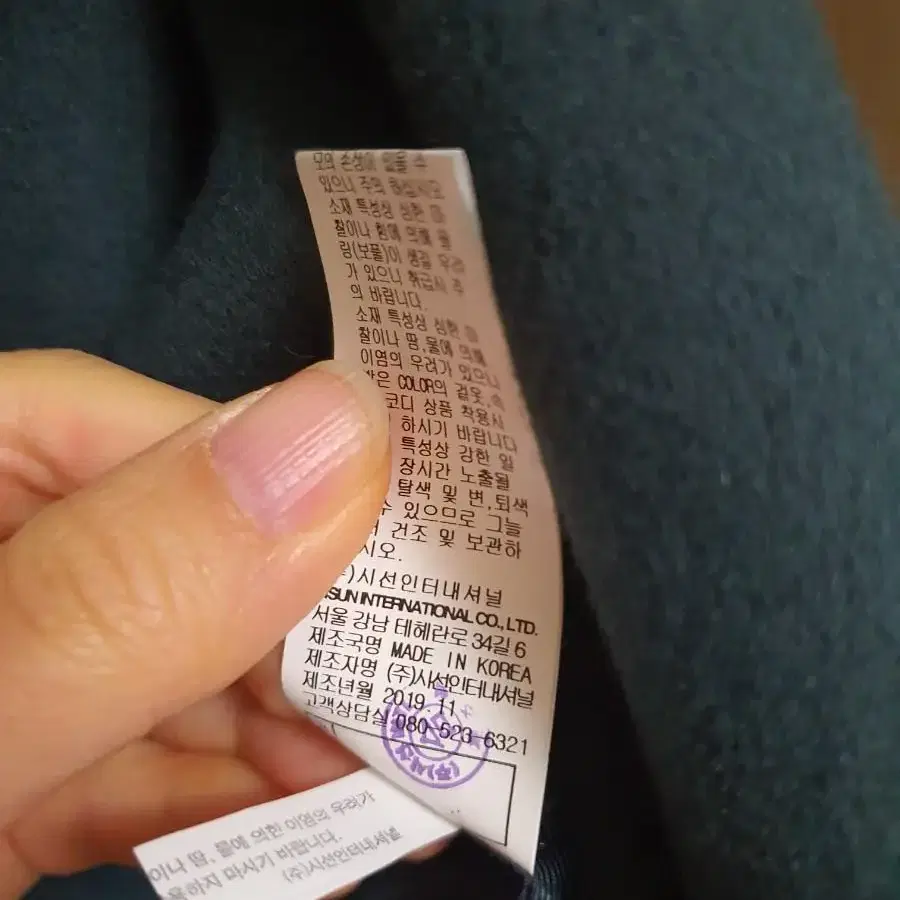 모의 손상이 있을 수
있으니 주의 하십시오
소재 특성상 심한 마
찰이나 힘에 의해 필
링(보풀)이 생길 우려
가 있으니 취급시 주
의 바랍니다.
소재 특성상 심한 마
찰이나 땀,물에 의해
이염의 우려가 있으니
밝은 COLOR의 겉옷,속
코디 상품 착용시
하시기 바랍니다
특성상 강한 일
장시간 노출될
탈색 및 변,퇴색
수 있으므로 그늘
건조 및 보관하
시오.
(주)시선인터내셔널
SUN INTERNATIONAL CO., LTD.
서울 강남 테헤란로 34길 6
제조국명 MADE IN KOREA
제조자명 (주)시선인터내셔널
제조년월 2019.11
고객상담실 080-523-6321
이나 땀, 물에 의한 이염의 우려가
용하지 마시기 바랍니다.
(주)시선인터내셔널